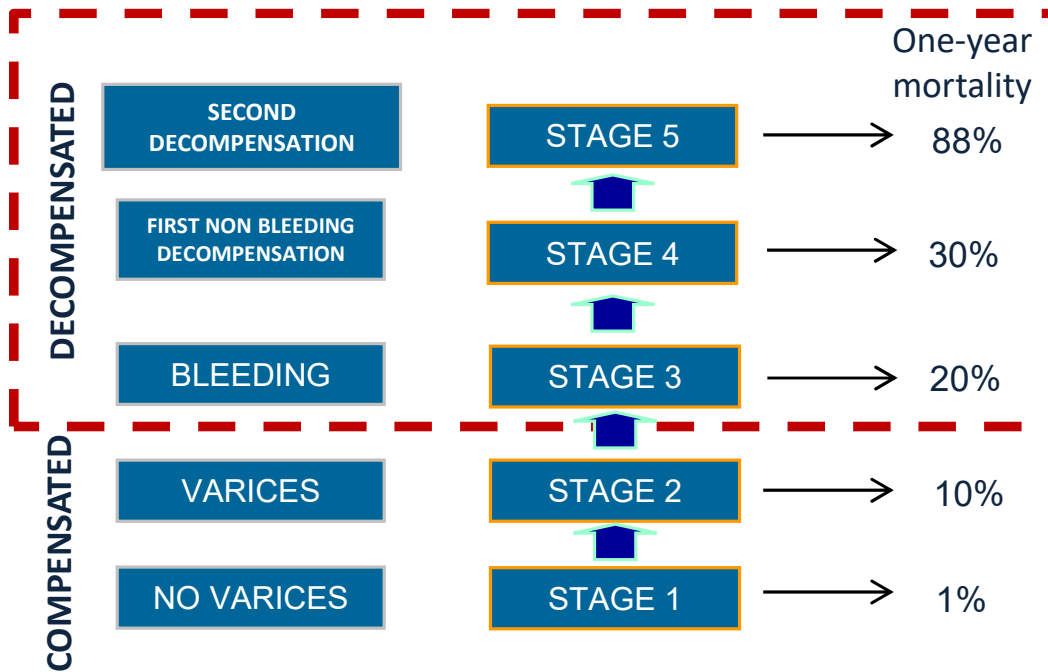 One-year
mortality
DECOMPENSATED
SECOND
DECOMPENSATION
STAGE 5
88%
FIRST NON BLEEDING
DECOMPENSATION
STAGE 4
30%
BLEEDING
STAGE 3
20%
COMPENSATED
VARICES
STAGE 2
10%
NO VARICES
STAGE 1
1%